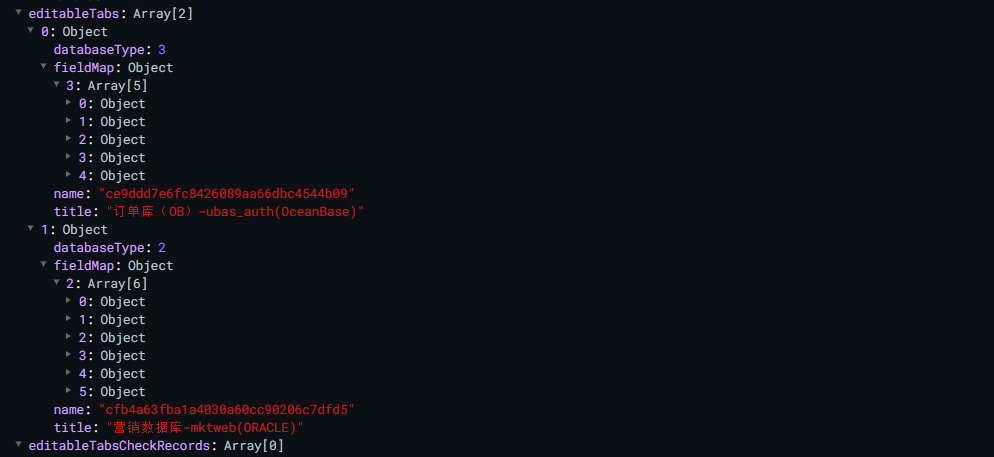 editableTabs: Array[2]
0: Object
databaseType: 3
fieldMap: Object
3: Array[5]
0: Object
1: Object
2: Object
3: Object
4: Object
name: "ce9ddd7e6fc8426089aa66dbc4544b09"
title: "订单库（OB）-ubas_auth(OceanBase)"
1: Object
databaseType: 2
fieldMap: Object
2: Array[6]
0: Object
1: Object
2: Object
3: Object
4: Object
5: Object
name: "cfb4a63fba1a4030a60cc90206c7dfd5"
title: "营销数据库-mktweb(ORACLE)"
editableTabsCheckRecords: Array[0]